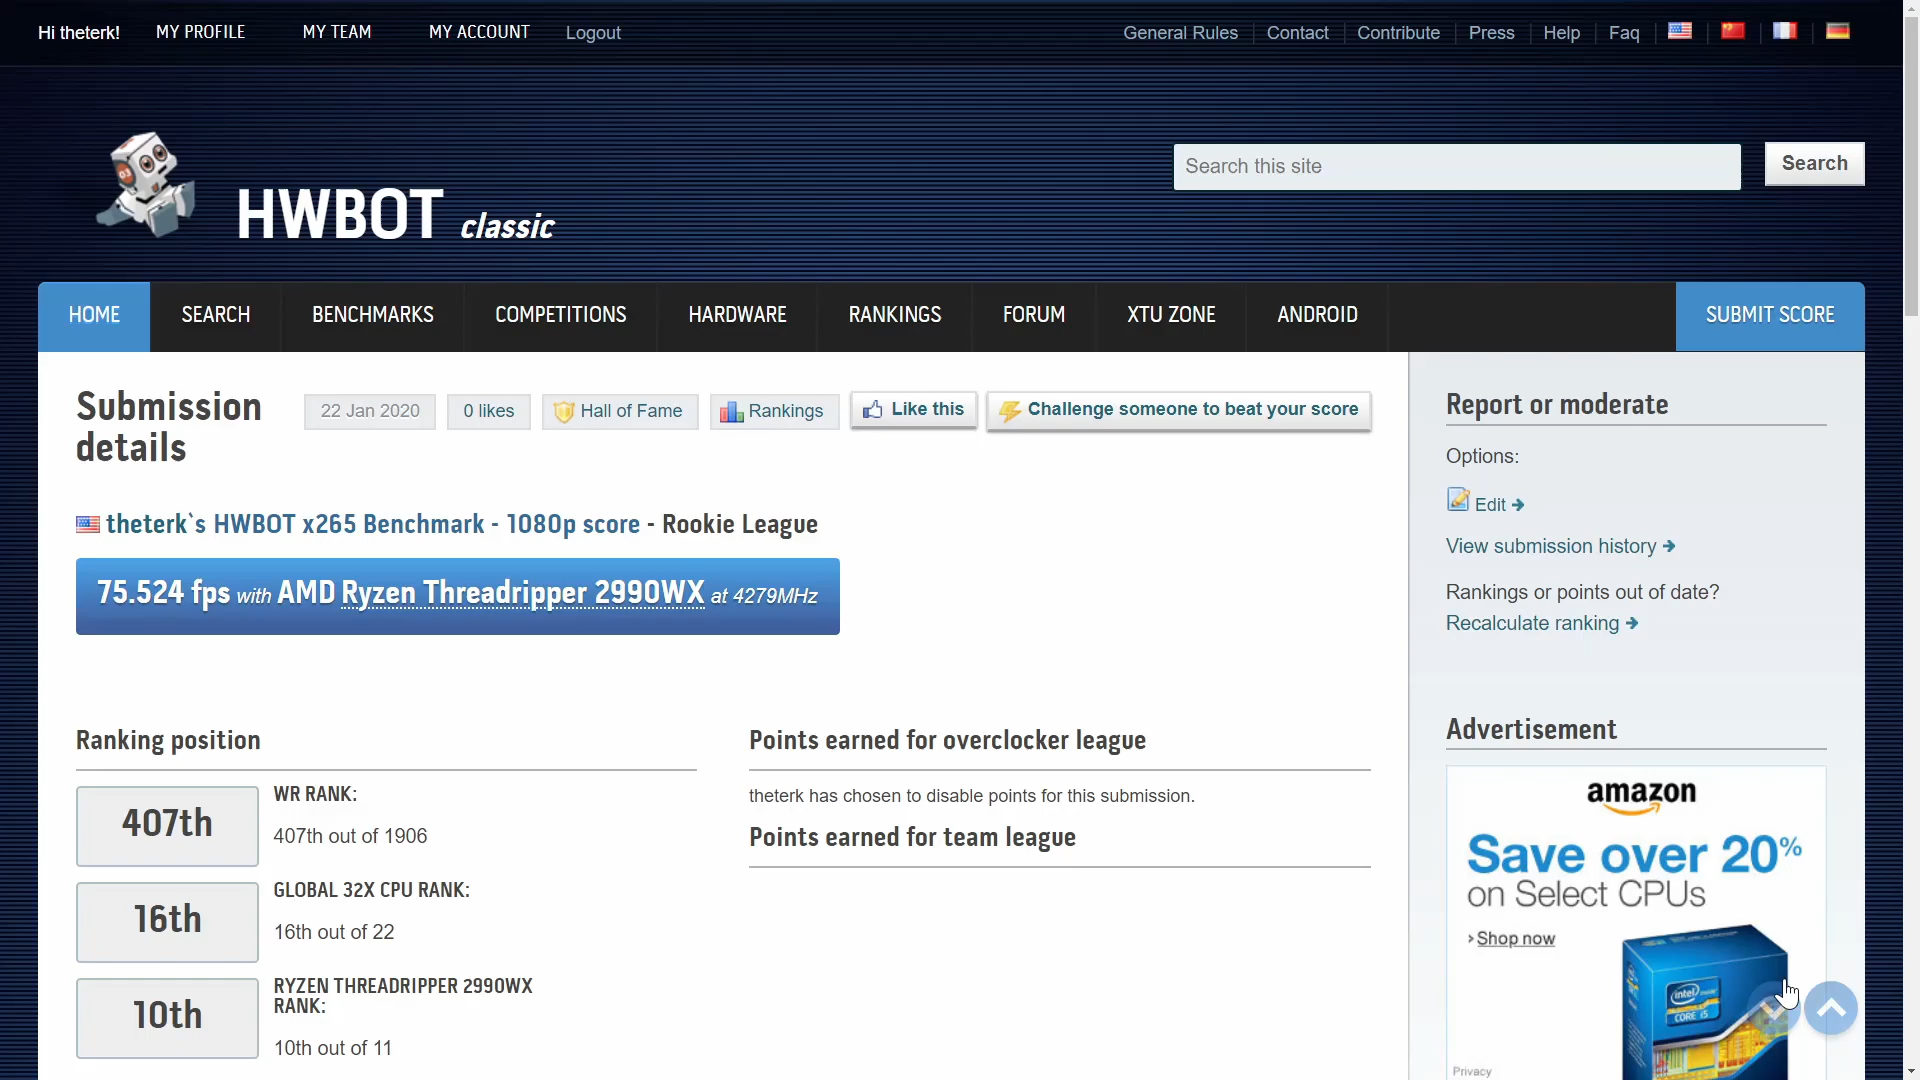 Hi theterk! MY PROFILE MY TEAM MY ACCOUNT Logout General Rules Contact Contribute Press Help Faq
HWBOT classic
Search this site Search
HOME SEARCH BENCHMARKS COMPETITIONS HARDWARE RANKINGS FORUM XTU ZONE ANDROID SUBMIT SCORE
Submission
details
22 Jan 2020 0 likes Hall of Fame Rankings Like this Challenge someone to beat your score
theterk`s HWBOT x265 Benchmark - 1080p score - Rookie League
75.524 fps with AMD Ryzen Threadripper 2990WX at 4279MHz
Ranking position
407th
WR RANK:
407th out of 1906
16th
GLOBAL 32X CPU RANK:
16th out of 22
10th
RYZEN THREADRIPPER 2990WX
RANK:
10th out of 11
Points earned for overclocker league
theterk has chosen to disable points for this submission.
Points earned for team league
Report or moderate
Options:
Edit
View submission history
Rankings or points out of date?
Recalculate ranking
Advertisement
amazon
Save over 20%
on Select CPUs
› Shop now
intel
CORE i5
Privacy